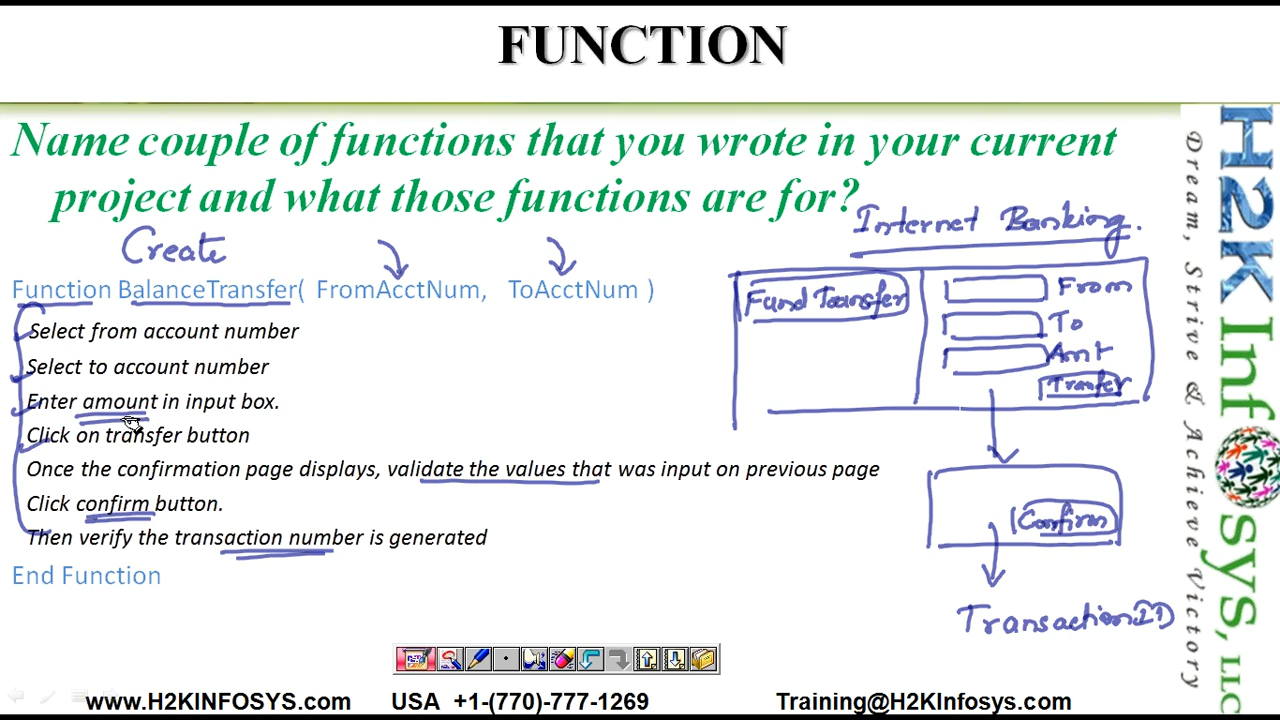 FUNCTION
Name couple of functions that you wrote in your current
project and what those functions are for?
Internet Banking.
Create
Function BalanceTransfer( FromAcctNum, ToAcctNum )
Select from account number
Select to account number
Enter amount in input box.
Click on transfer button
Once the confirmation page displays, validate the values that was input on previous page
Click confirm button.
Then verify the transaction number is generated
End Function
Fund Transfer
From
To
Amt
Tranfer
Confirm
Transaction ID
H2K Infosys, LLC
Dream, Strive & Achieve Victory
www.H2KINFOSYS.com USA +1-(770)-777-1269 Training@H2KInfosys.com